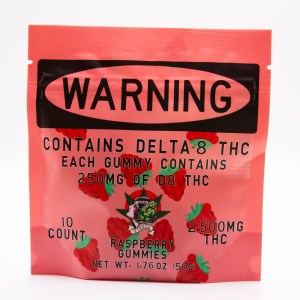 WARNING
CONTAINS DELTA 8 THC
EACH GUMMY CONTAINS
250MG OF D8 THC
10
COUNT
2,500MG
THC
RASPBERRY
GUMMIES
NET WT. 1.76 OZ (50G)